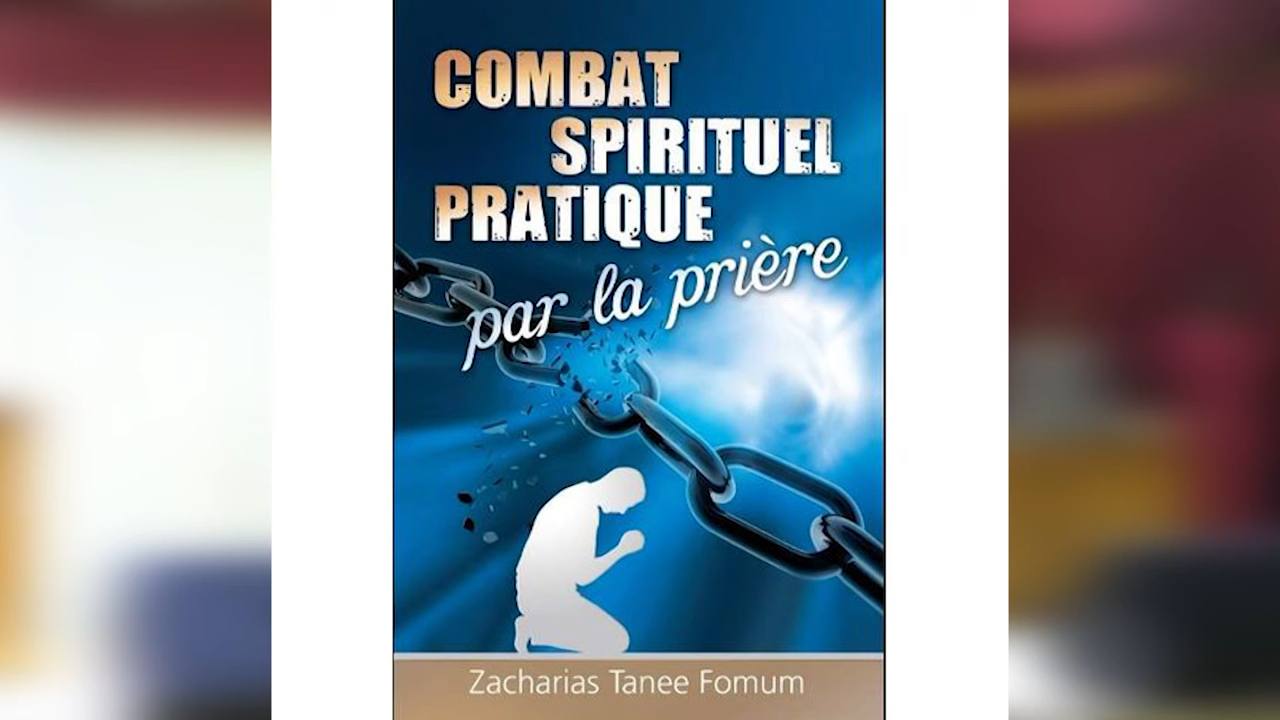 COMBAT
SPIRITUEL
PRATIQUE
par la prière
Zacharias Tanee Fomum